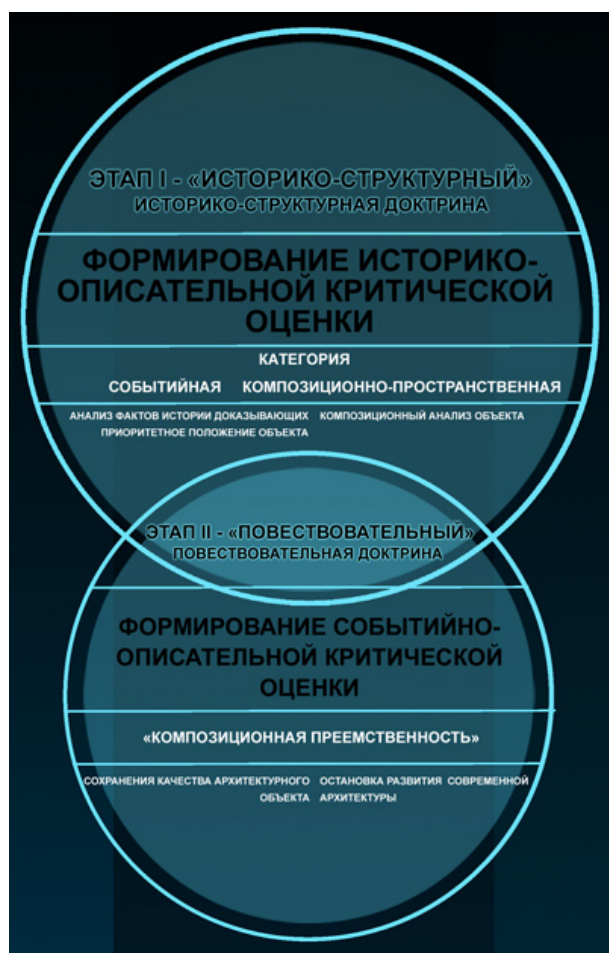 ЭТАП I - «ИСТОРИКО-СТРУКТУРНЫЙ»
ИСТОРИКО-СТРУКТУРНАЯ ДОКТРИНА
ФОРМИРОВАНИЕ ИСТОРИКО-
ОПИСАТЕЛЬНОЙ КРИТИЧЕСКОЙ
ОЦЕНКИ
КАТЕГОРИЯ
СОБЫТИЙНАЯ КОМПОЗИЦИОННО-ПРОСТРАНСТВЕННАЯ
АНАЛИЗ ФАКТОВ ИСТОРИИ ДОКАЗЫВАЮЩИХ
ПРИОРИТЕТНОЕ ПОЛОЖЕНИЕ ОБЪЕКТА
КОМПОЗИЦИОННЫЙ АНАЛИЗ ОБЪЕКТА
ЭТАП II - «ПОВЕСТВОВАТЕЛЬНЫЙ»
ПОВЕСТВОВАТЕЛЬНАЯ ДОКТРИНА
ФОРМИРОВАНИЕ СОБЫТИЙНО-
ОПИСАТЕЛЬНОЙ КРИТИЧЕСКОЙ
ОЦЕНКИ
«КОМПОЗИЦИОННАЯ ПРЕЕМСТВЕННОСТЬ»
СОХРАНЕНИЯ КАЧЕСТВА АРХИТЕКТУРНОГО
ОБЪЕКТА
ОСТАНОВКА РАЗВИТИЯ СОВРЕМЕННОЙ
АРХИТЕКТУРЫ